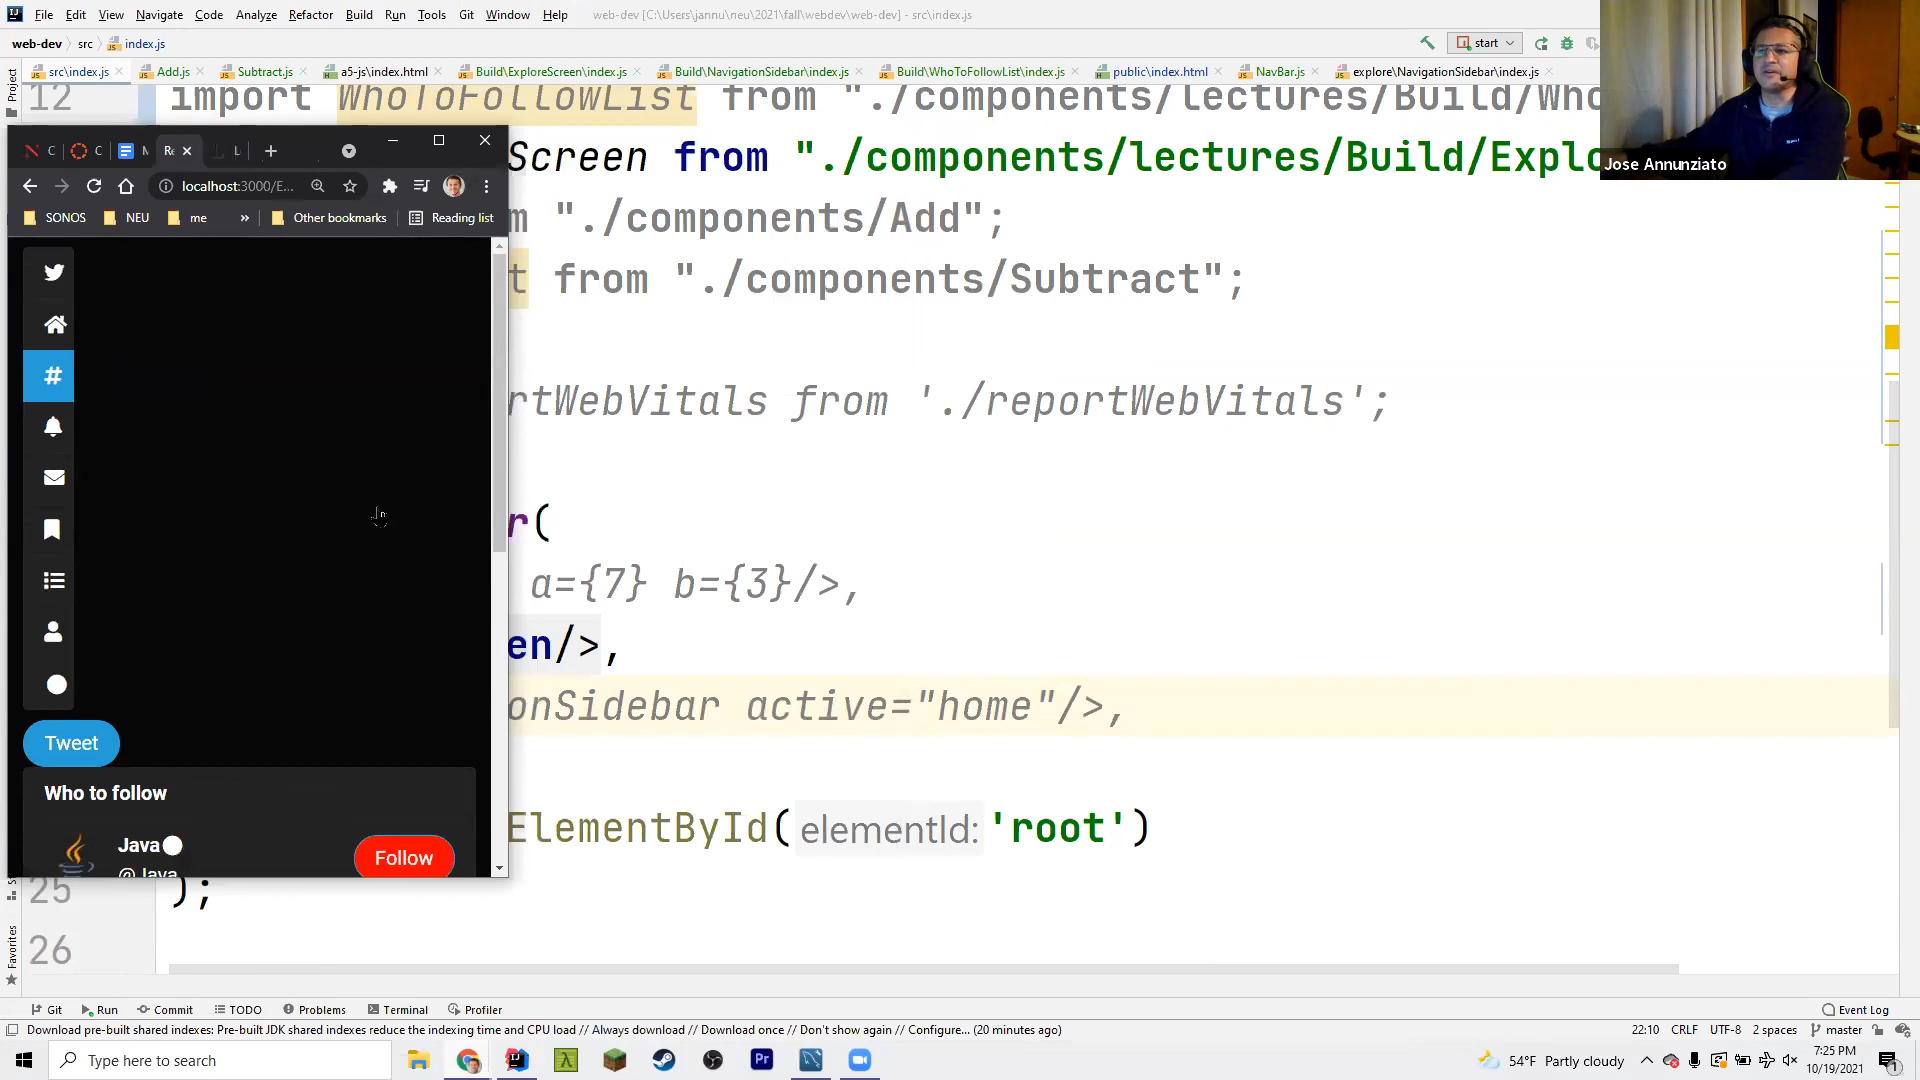 File Edit View Navigate Code Analyze Refactor Build Run Tools Git Window Help web-dev [C:\Users\jannu\neu\2021\fall\webdev\web-dev] - src\index.js
web-dev src index.js start
src\index.js Add.js Subtract.js a5-js\index.html Build\ExploreScreen\index.js Build\NavigationSidebar\index.js Build\WhoToFollowList\index.js public\index.html NavBar.js explore\NavigationSidebar\index.js
Project
12 import WhoToFollowList from "./components/lectures/Build/Who
Screen from "./components/lectures/Build/Explo
m "./components/Add";
t from "./components/Subtract";
rtWebVitals from './reportWebVitals';
r(
a={7} b={3}/>,
en/>,
onSidebar active="home"/>,
ElementById( elementId: 'root')
25 );
26
Jose Annunziato
localhost:3000/E...
SONOS NEU me » Other bookmarks Reading list
Tweet
Who to follow
Java
@Java
Follow
Favorites
Git Run Commit TODO Problems Terminal Profiler Event Log
Download pre-built shared indexes: Pre-built JDK shared indexes reduce the indexing time and CPU load // Always download // Download once // Don't show again // Configure... (20 minutes ago) 22:10 CRLF UTF-8 2 spaces master
Type here to search
54°F Partly cloudy
7:25 PM
10/19/2021
1